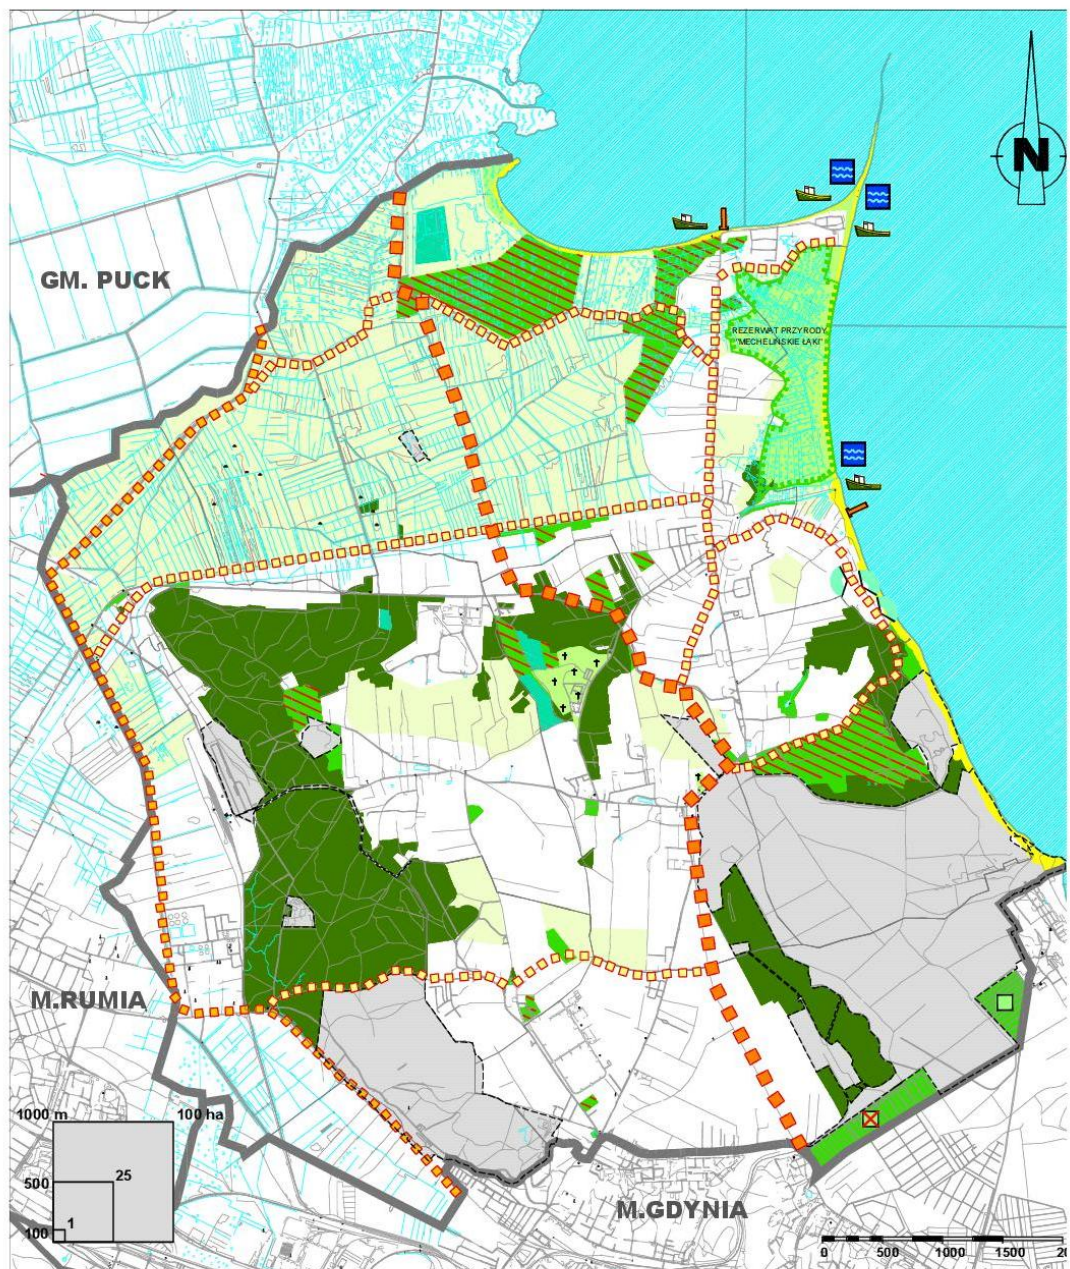 N
GM. PUCK
REZERWAT PRZYRODY
"MECHELIŃSKIE ŁĄKI"
M.RUMIA
1000 m
100 ha
25
500
1
100
M.GDYNIA
0 500 1000 1500 20